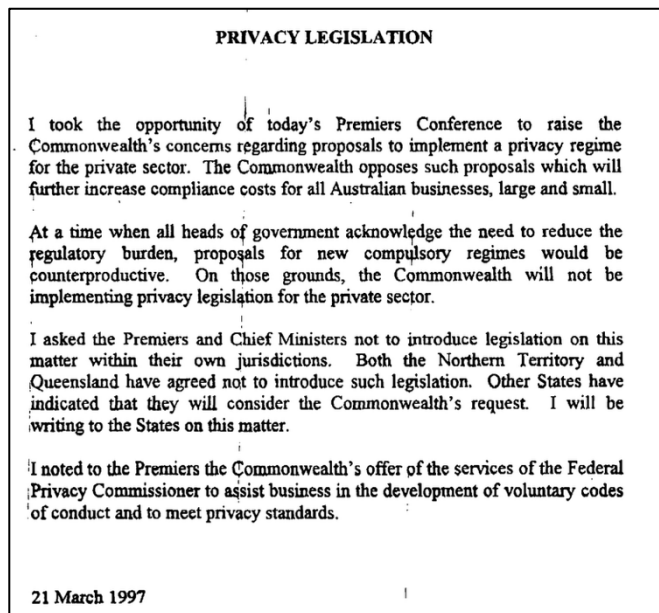 PRIVACY LEGISLATION
I took the opportunity of today's Premiers Conference to raise the
Commonwealth's concerns regarding proposals to implement a privacy regime
for the private sector. The Commonwealth opposes such proposals which will
further increase compliance costs for all Australian businesses, large and small.
At a time when all heads of government acknowledge the need to reduce the
regulatory burden, proposals for new compulsory regimes would be
counterproductive. On those grounds, the Commonwealth will not be
implementing privacy legislation for the private sector.
I asked the Premiers and Chief Ministers not to introduce legislation on this
matter within their own jurisdictions. Both the Northern Territory and
Queensland have agreed not to introduce such legislation. Other States have
indicated that they will consider the Commonwealth's request. I will be
writing to the States on this matter.
I noted to the Premiers the Commonwealth's offer of the services of the Federal
Privacy Commissioner to assist business in the development of voluntary codes
of conduct and to meet privacy standards.
21 March 1997